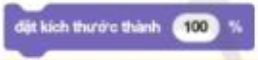 đặt kích thước thành 100 %